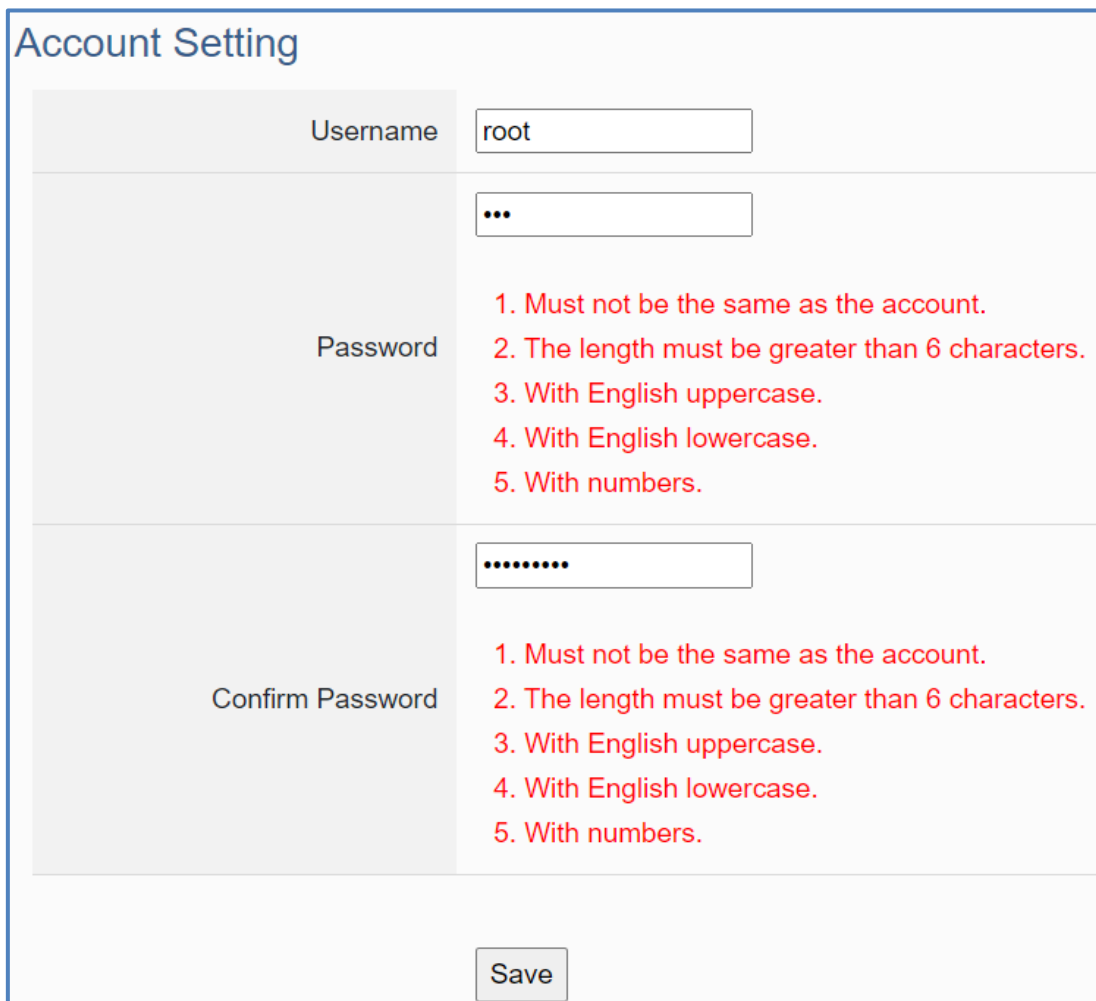 Account Setting
Username root
•••
Password
1. Must not be the same as the account.
2. The length must be greater than 6 characters.
3. With English uppercase.
4. With English lowercase.
5. With numbers.
•••••••••
Confirm Password
1. Must not be the same as the account.
2. The length must be greater than 6 characters.
3. With English uppercase.
4. With English lowercase.
5. With numbers.
Save